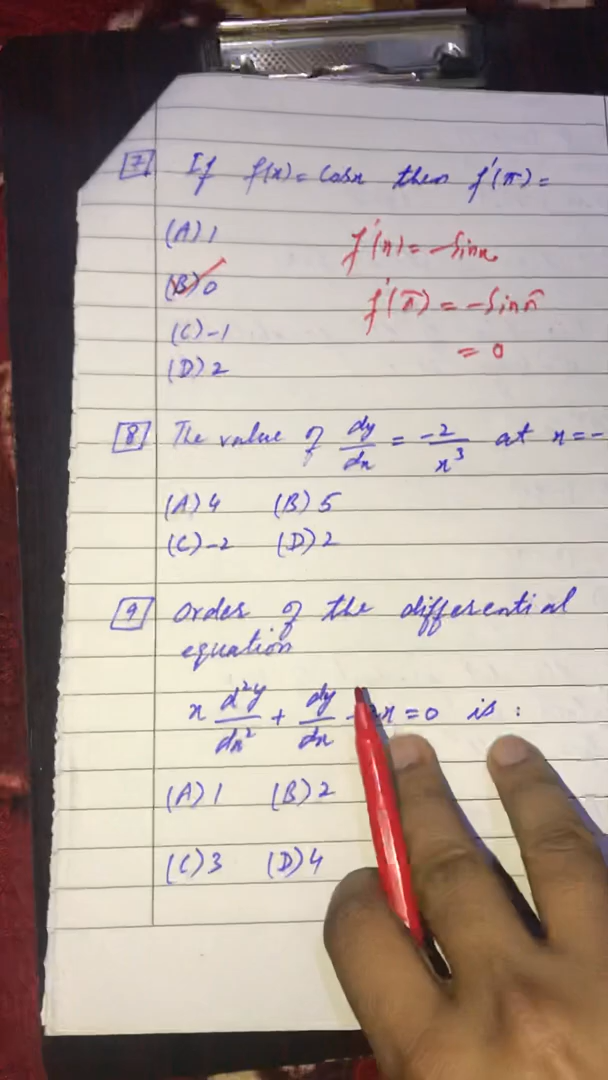 7 If f(x) = Cosx then f'(π) =
(A) 1
f'(x) = -Sinx
(B) 0
f'(π) = -Sinπ
(C) -1
= 0
(D) 2
8 The value of dy/dx = -2/x³ at x = -
(A) 4 (B) 5
(C) -2 (D) 2
9 Order of the differential
equation
x d²y/dx² + dy/dx x = 0 is :
(A) 1 (B) 2
(C) 3 (D) 4